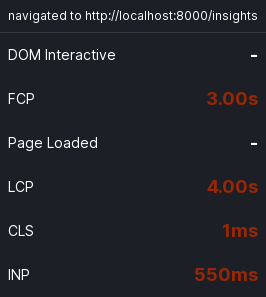 navigated to http://localhost:8000/insights
DOM Interactive -
FCP 3.00s
Page Loaded -
LCP 4.00s
CLS 1ms
INP 550ms